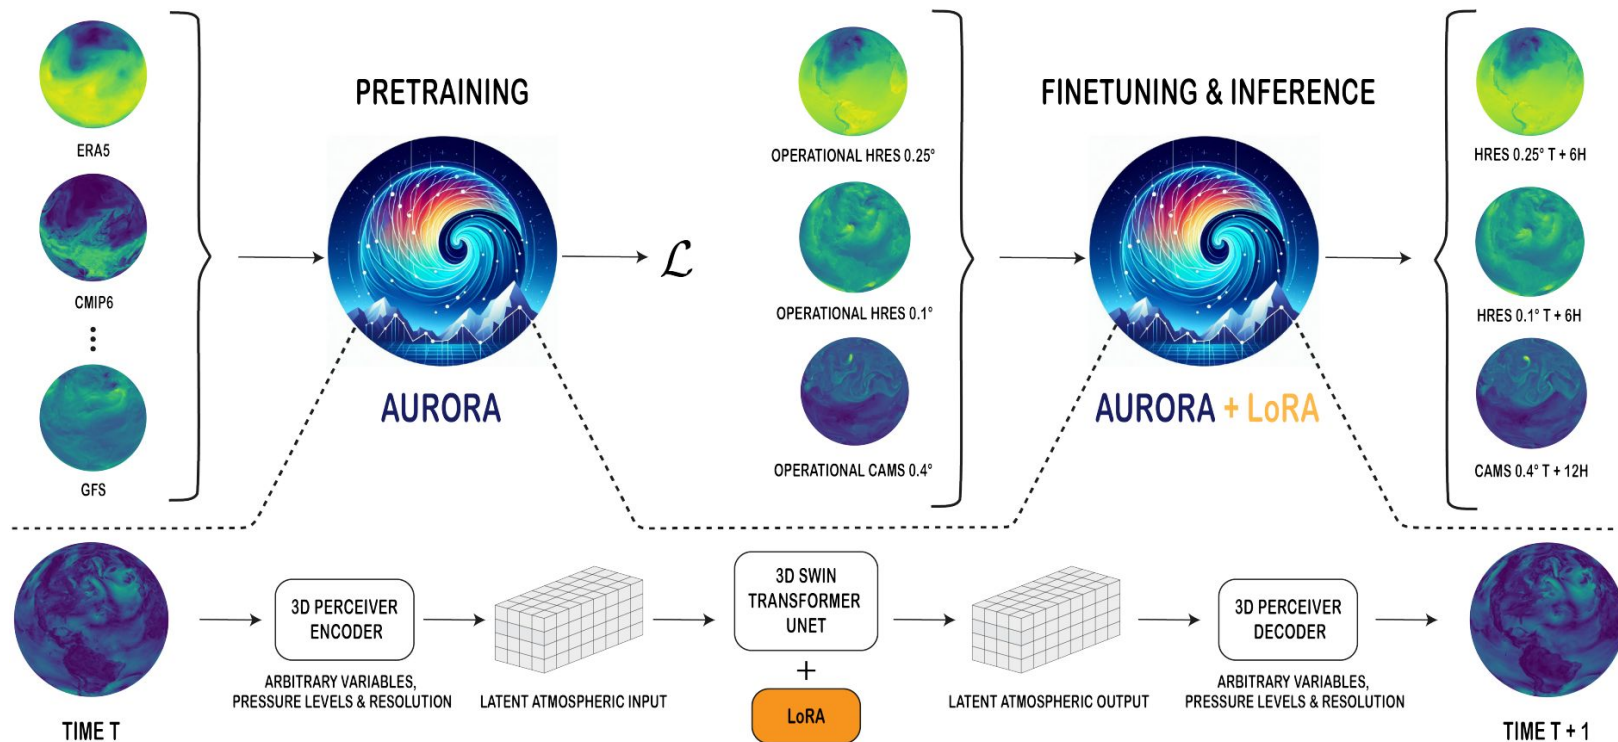 PRETRAINING
ERA5
CMIP6
GFS
AURORA
ℒ
OPERATIONAL HRES 0.25°
OPERATIONAL HRES 0.1°
OPERATIONAL CAMS 0.4°
FINETUNING & INFERENCE
AURORA + LoRA
HRES 0.25° T + 6H
HRES 0.1° T + 6H
CAMS 0.4° T + 12H
TIME T
3D PERCEIVER
ENCODER
ARBITRARY VARIABLES,
PRESSURE LEVELS & RESOLUTION
LATENT ATMOSPHERIC INPUT
3D SWIN
TRANSFORMER
UNET
+
LoRA
LATENT ATMOSPHERIC OUTPUT
3D PERCEIVER
DECODER
ARBITRARY VARIABLES,
PRESSURE LEVELS & RESOLUTION
TIME T + 1